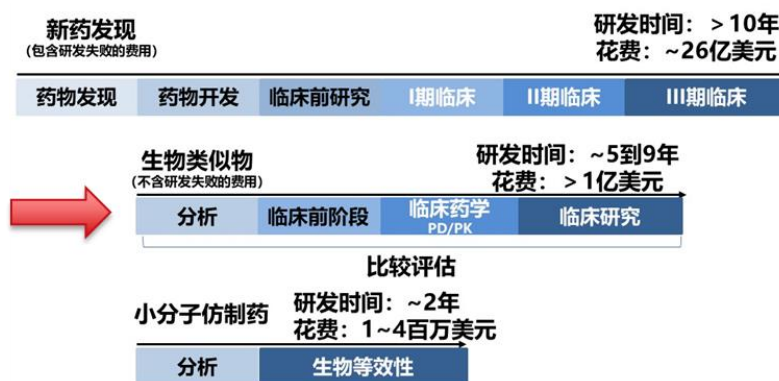 新药发现
(包含研发失败的费用)
研发时间：>10年
花费：~26亿美元
药物发现 药物开发 临床前研究 I期临床 II期临床 III期临床
生物类似物
(不含研发失败的费用)
研发时间：~5到9年
花费：>1亿美元
分析 临床前阶段 临床药学 临床研究
PD/PK
比较评估
小分子仿制药
研发时间：~2年
花费：1~4百万美元
分析 生物等效性